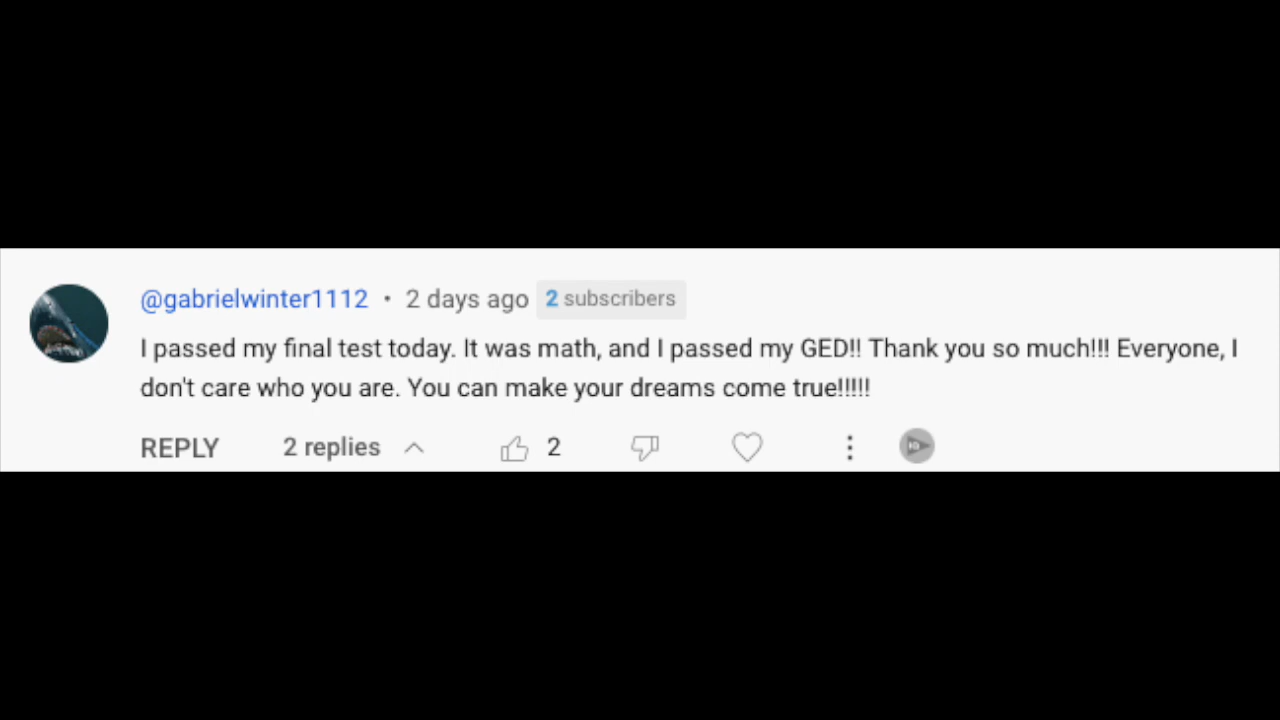 @gabrielwinter1112 • 2 days ago 2 subscribers
I passed my final test today. It was math, and I passed my GED!! Thank you so much!!! Everyone, I
don't care who you are. You can make your dreams come true!!!!!
REPLY 2 replies 2